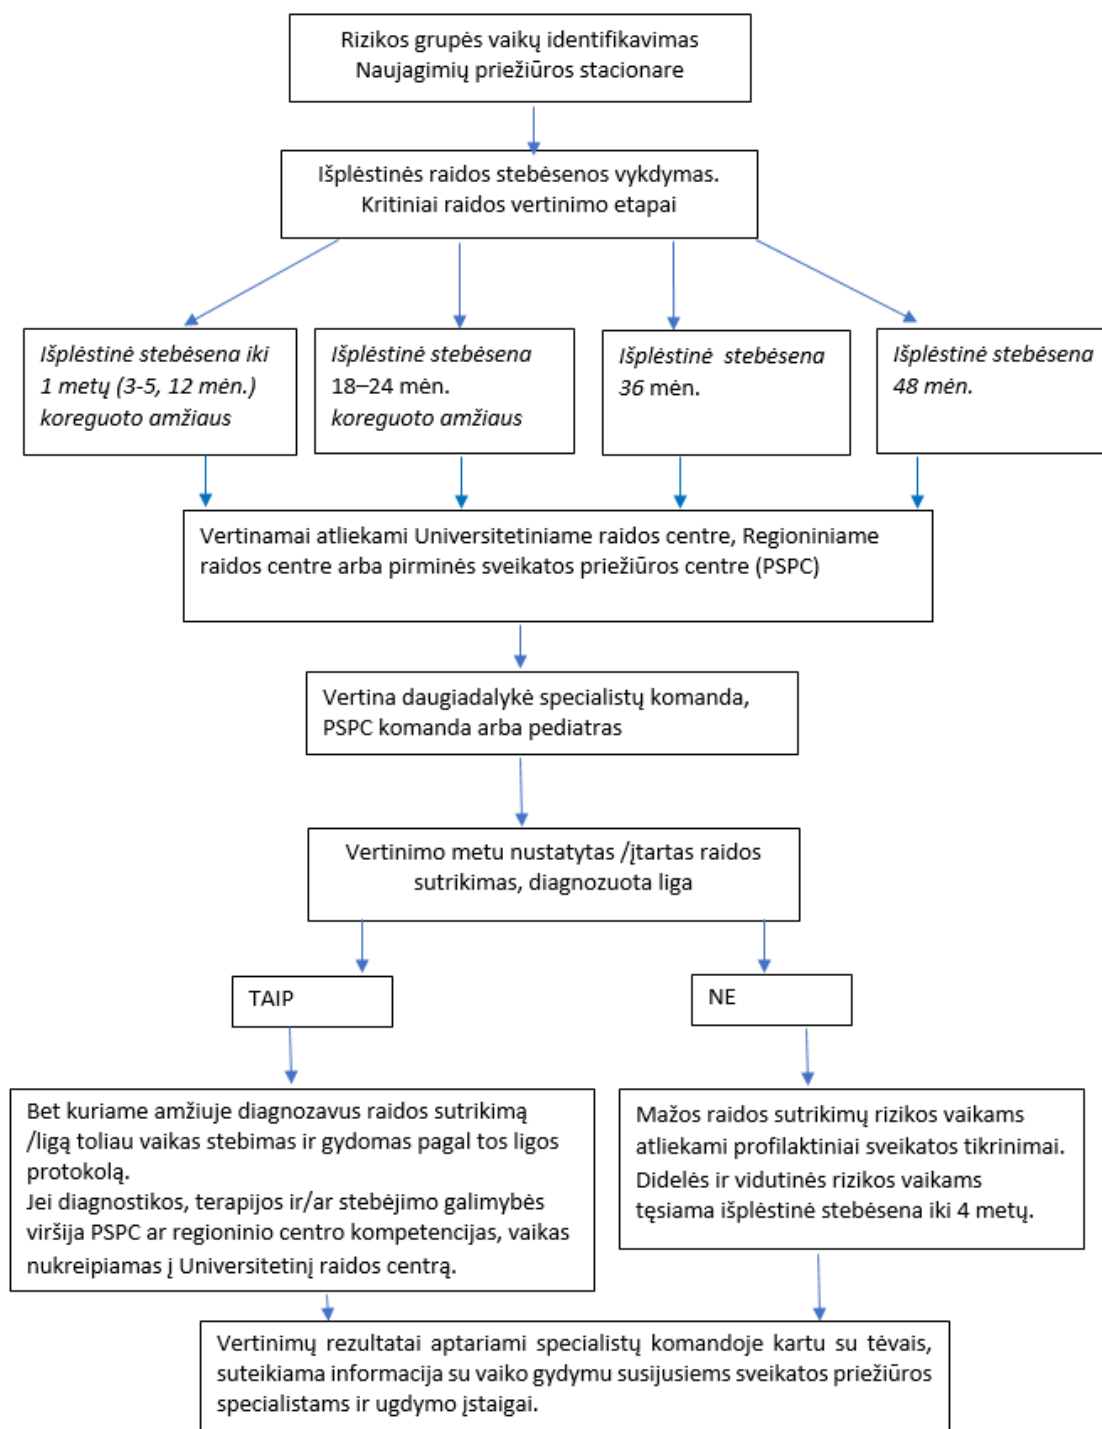 Rizikos grupės vaikų identifikavimas
Naujagimių priežiūros stacionare
Išplėstinės raidos stebėsenos vykdymas.
Kritiniai raidos vertinimo etapai
Išplėstinė stebėsena iki
1 metų (3-5, 12 mėn.)
koreguoto amžiaus
Išplėstinė stebėsena
18–24 mėn.
koreguoto amžiaus
Išplėstinė stebėsena
36 mėn.
Išplėstinė stebėsena
48 mėn.
Vertinamai atliekami Universitetiniame raidos centre, Regioniniame
raidos centre arba pirminės sveikatos priežiūros centre (PSPC)
Vertina daugiadalykė specialistų komanda,
PSPC komanda arba pediatras
Vertinimo metu nustatytas /įtartas raidos
sutrikimas, diagnozuota liga
TAIP
NE
Bet kuriame amžiuje diagnozavus raidos sutrikimą
/ligą toliau vaikas stebimas ir gydomas pagal tos ligos
protokolą.
Jei diagnostikos, terapijos ir/ar stebėjimo galimybės
viršija PSPC ar regioninio centro kompetencijas, vaikas
nukreipiamas į Universitetinį raidos centrą.
Mažos raidos sutrikimų rizikos vaikams
atliekami profilaktiniai sveikatos tikrinimai.
Didelės ir vidutinės rizikos vaikams
tęsiama išplėstinė stebėsena iki 4 metų.
Vertinimų rezultatai aptariami specialistų komandoje kartu su tėvais,
suteikiama informacija su vaiko gydymu susijusiems sveikatos priežiūros
specialistams ir ugdymo įstaigai.